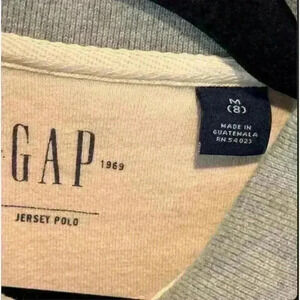 M
(8)
MADE IN
GUATEMALA
RN 54023
GAP 1969
JERSEY POLO